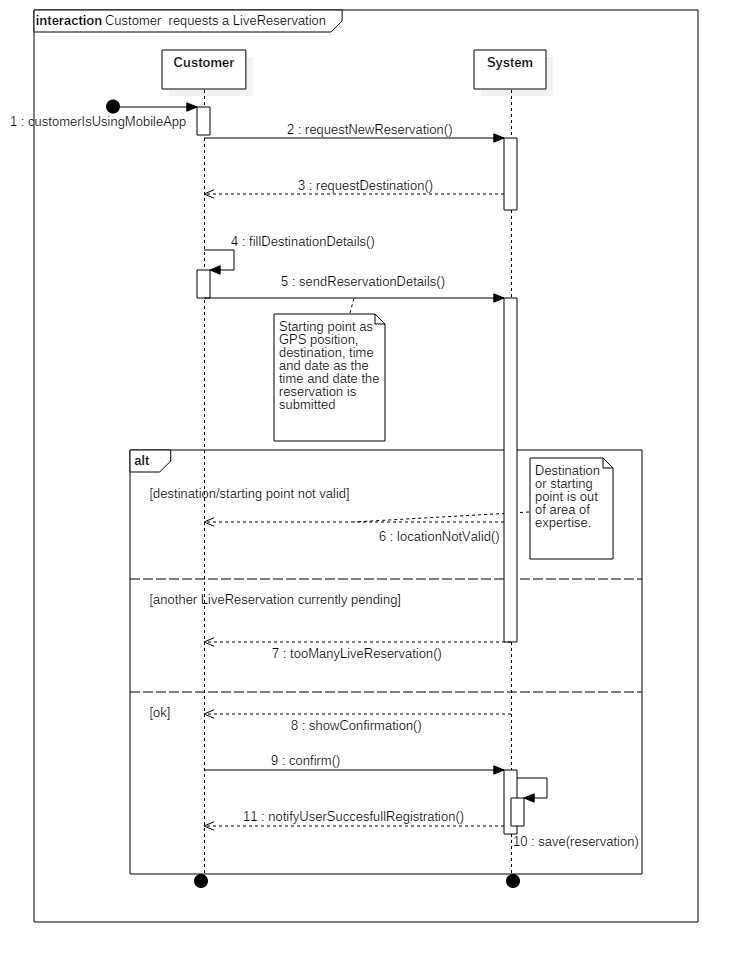 interaction Customer requests a LiveReservation
Customer
System
1 : customerIsUsingMobileApp
2 : requestNewReservation()
3 : requestDestination()
4 : fillDestinationDetails()
5 : sendReservationDetails()
Starting point as
GPS position,
destination, time
and date as the
time and date the
reservation is
submitted
alt
Destination
or starting
point is out
of area of
expertise.
[destination/starting point not valid]
6 : locationNotValid()
[another LiveReservation currently pending]
7 : tooManyLiveReservation()
[ok]
8 : showConfirmation()
9 : confirm()
11 : notifyUserSuccesfullRegistration()
10 : save(reservation)